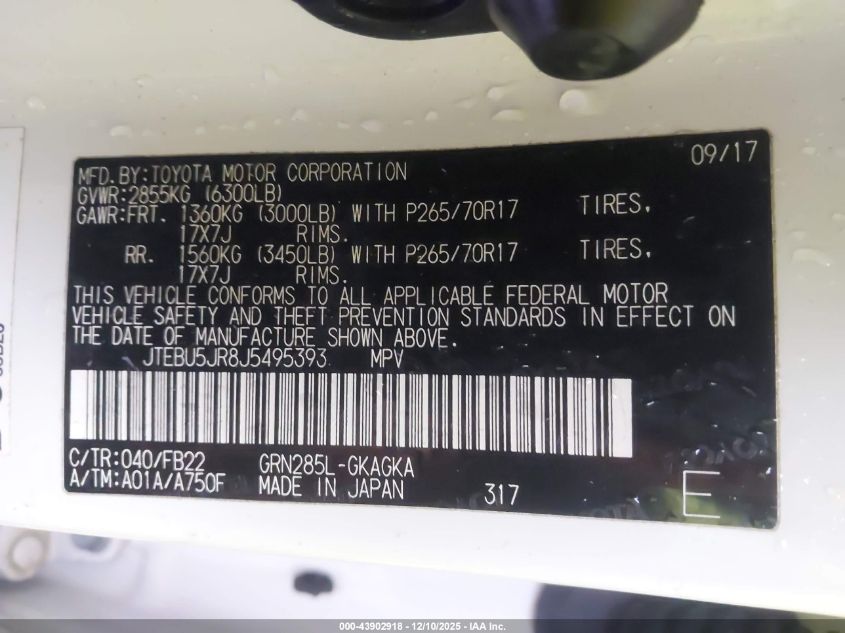 MFD.BY:TOYOTA MOTOR CORPORATION 09/17
GVWR:2855KG (6300LB)
GAWR:FRT. 1360KG (3000LB) WITH P265/70R17 TIRES,
17X7J RIMS.
RR. 1560KG (3450LB) WITH P265/70R17 TIRES,
17X7J RIMS.
THIS VEHICLE CONFORMS TO ALL APPLICABLE FEDERAL MOTOR
VEHICLE SAFETY AND THEFT PREVENTION STANDARDS IN EFFECT ON
THE DATE OF MANUFACTURE SHOWN ABOVE.
JTEBU5JR8J5495393 MPV
C/TR:040/FB22 GRN285L-GKAGKA
A/TM:A01A/A750F MADE IN JAPAN 317 E
000-43902918 - 12/10/2025 - IAA Inc.